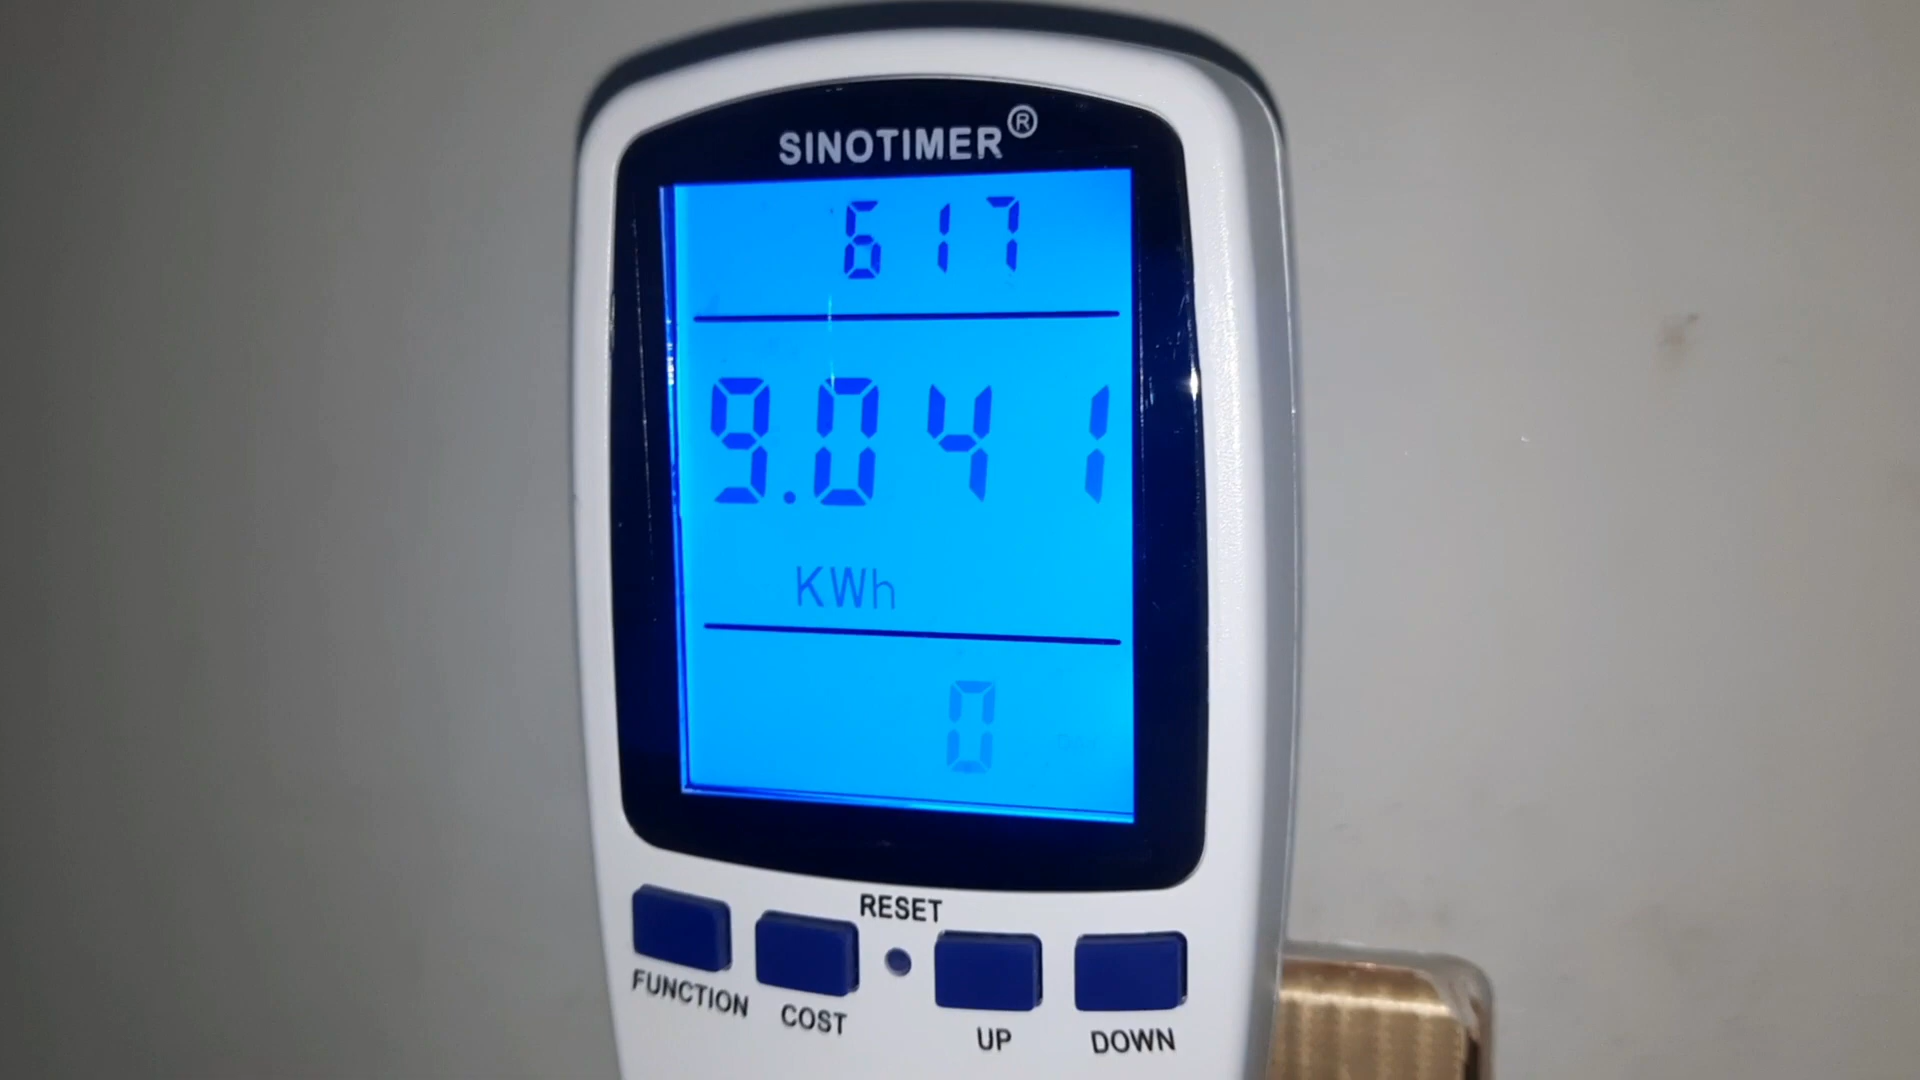 SINOTIMER®
617
9.041
KWh
0
RESET
FUNCTION
COST
UP
DOWN